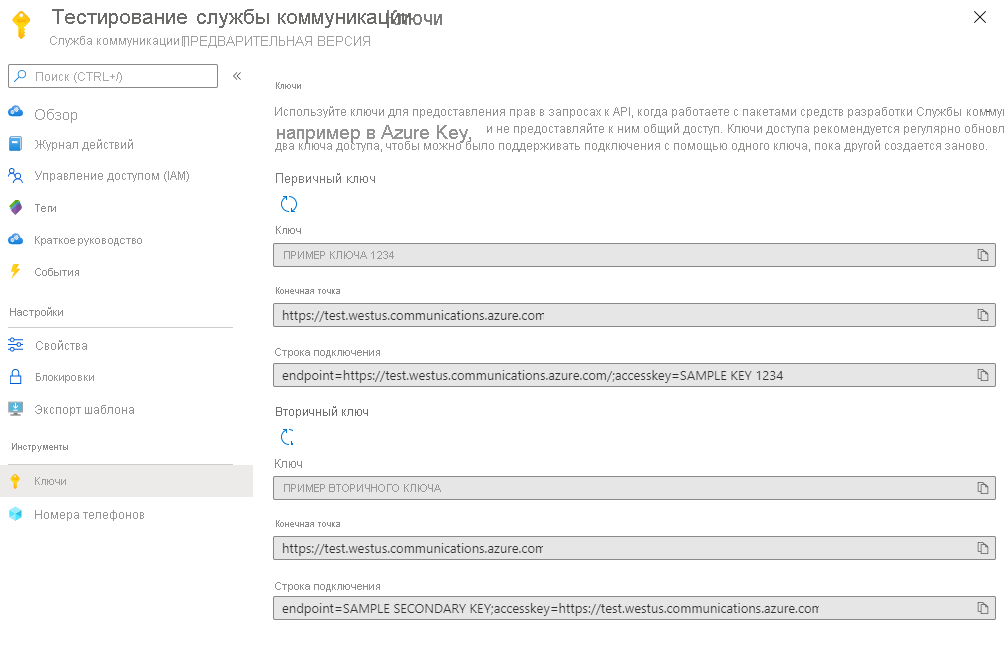 Тестирование службы коммуникации Ключи
Служба коммуникации ПРЕДВАРИТЕЛЬНАЯ ВЕРСИЯ
Поиск (CTRL+/)
«
Обзор
Журнал действий
Управление доступом (IAM)
Теги
Краткое руководство
События
Настройки
Свойства
Блокировки
Экспорт шаблона
Инструменты
Ключи
Номера телефонов
Ключи
Используйте ключи для предоставления прав в запросах к API, когда работаете с пакетами средств разработки Службы комму
например в Azure Key, и не предоставляйте к ним общий доступ. Ключи доступа рекомендуется регулярно обновл
два ключа доступа, чтобы можно было поддерживать подключения с помощью одного ключа, пока другой создается заново.
Первичный ключ
Ключ
ПРИМЕР КЛЮЧА 1234
Конечная точка
https://test.westus.communications.azure.com
Строка подключения
endpoint=https://test.westus.communications.azure.com/;accesskey=SAMPLE KEY 1234
Вторичный ключ
Ключ
ПРИМЕР ВТОРИЧНОГО КЛЮЧА
Конечная точка
https://test.westus.communications.azure.com
Строка подключения
endpoint=SAMPLE SECONDARY KEY;accesskey=https://test.westus.communications.azure.com